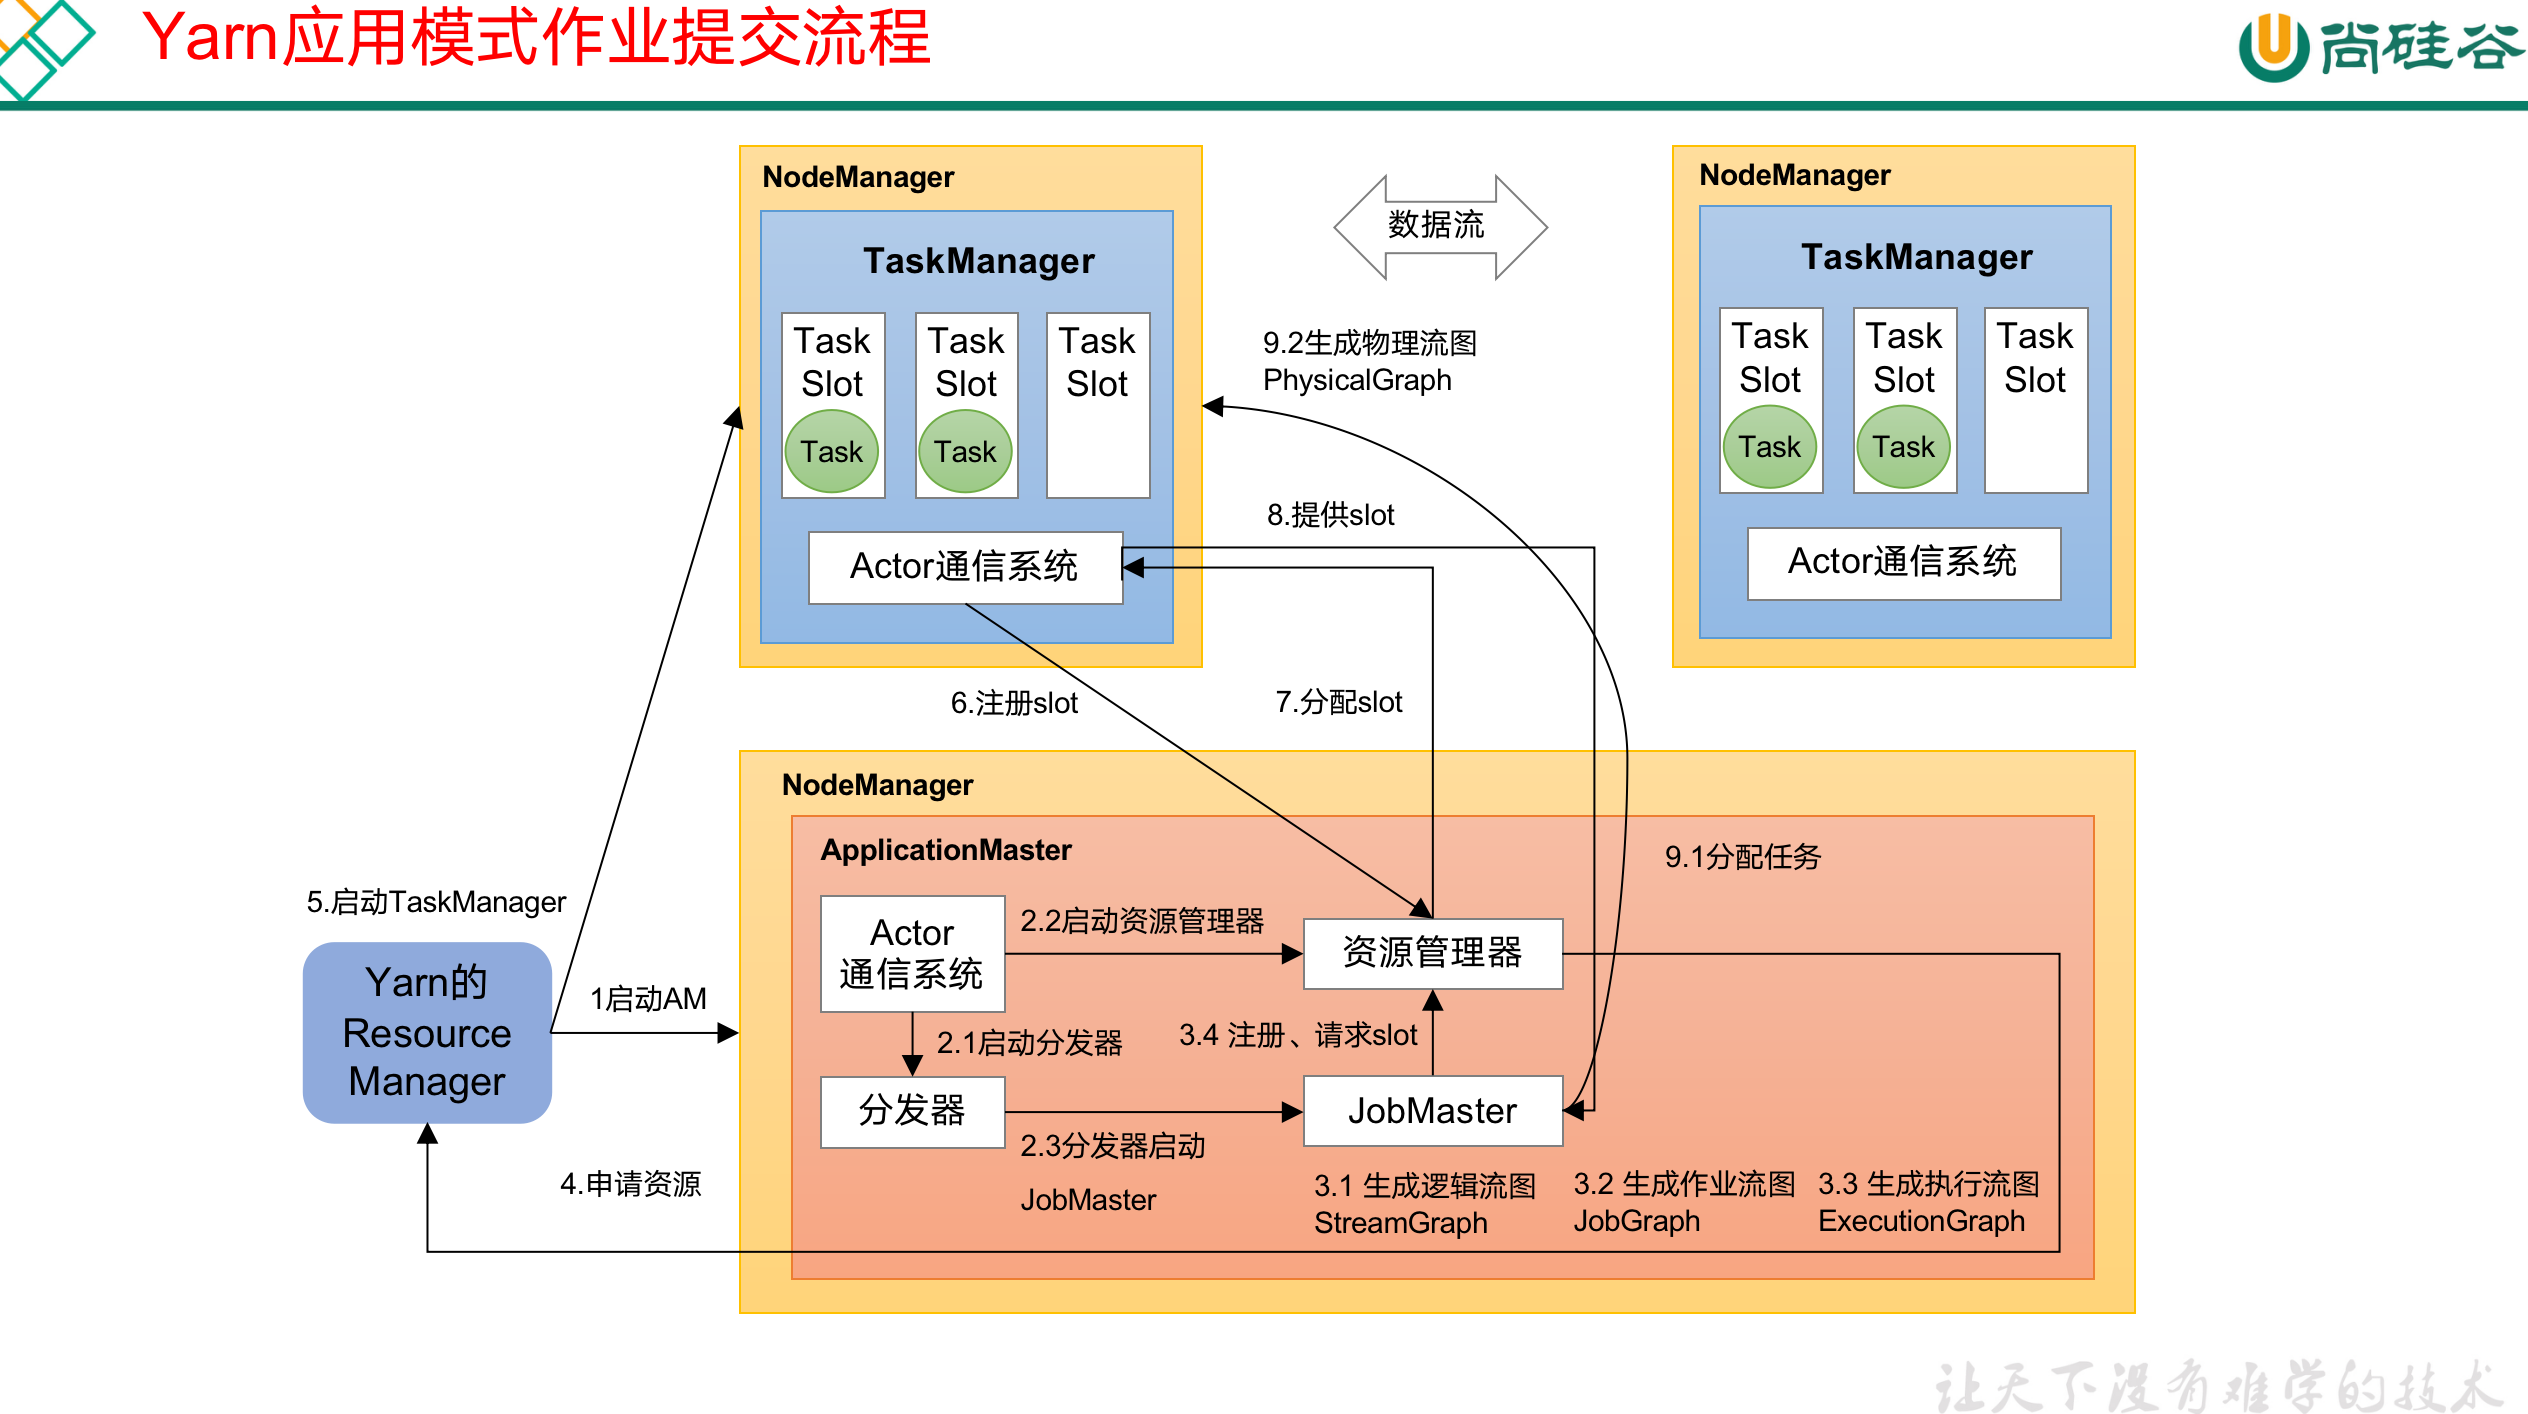 Yarn应用模式作业提交流程
尚硅谷
NodeManager
TaskManager
Task
Slot
Task
Task
Slot
Task
Task
Slot
Actor通信系统
数据流
NodeManager
TaskManager
Task
Slot
Task
Task
Slot
Task
Task
Slot
Actor通信系统
9.2生成物理流图
PhysicalGraph
8.提供slot
6.注册slot
7.分配slot
NodeManager
ApplicationMaster
9.1分配任务
5.启动TaskManager
Yarn的
Resource
Manager
1启动AM
4.申请资源
Actor
通信系统
2.2启动资源管理器
资源管理器
2.1启动分发器
3.4 注册、请求slot
分发器
2.3分发器启动
JobMaster
JobMaster
3.1 生成逻辑流图
StreamGraph
3.2 生成作业流图
JobGraph
3.3 生成执行流图
ExecutionGraph
让天下没有难学的技术